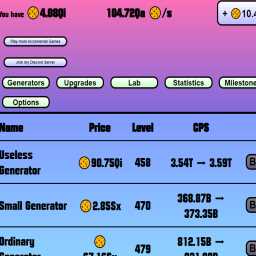 You have 4.88Qi 104.72Qa /s + 10.4
Play more Incremental Games
Join my Discord Server
Generators Upgrades Lab Statistics Milestone
Options
Name Price Level CPS
Useless Generator 90.75Qi 458 3.54T → 3.59T B
Small Generator 2.85Sx 470 368.87B → 373.35B B
Ordinary 479 812.15B → B